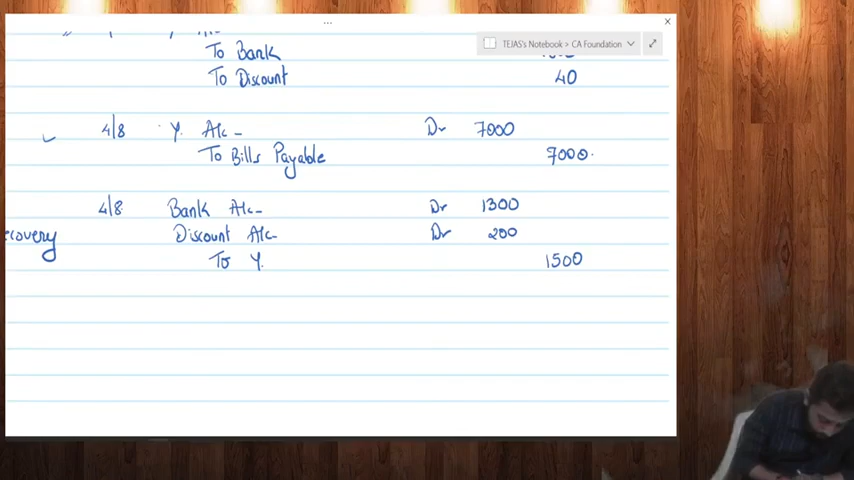 ...
TEJAS's Notebook > CA Foundation
To Bank
To Discount 40
4/8 Y. A/c - Dr 7000
To Bills Payable 7000.
4/8 Bank A/c - Dr 1300
ecovery Discount A/c - Dr 200
To Y. 1500